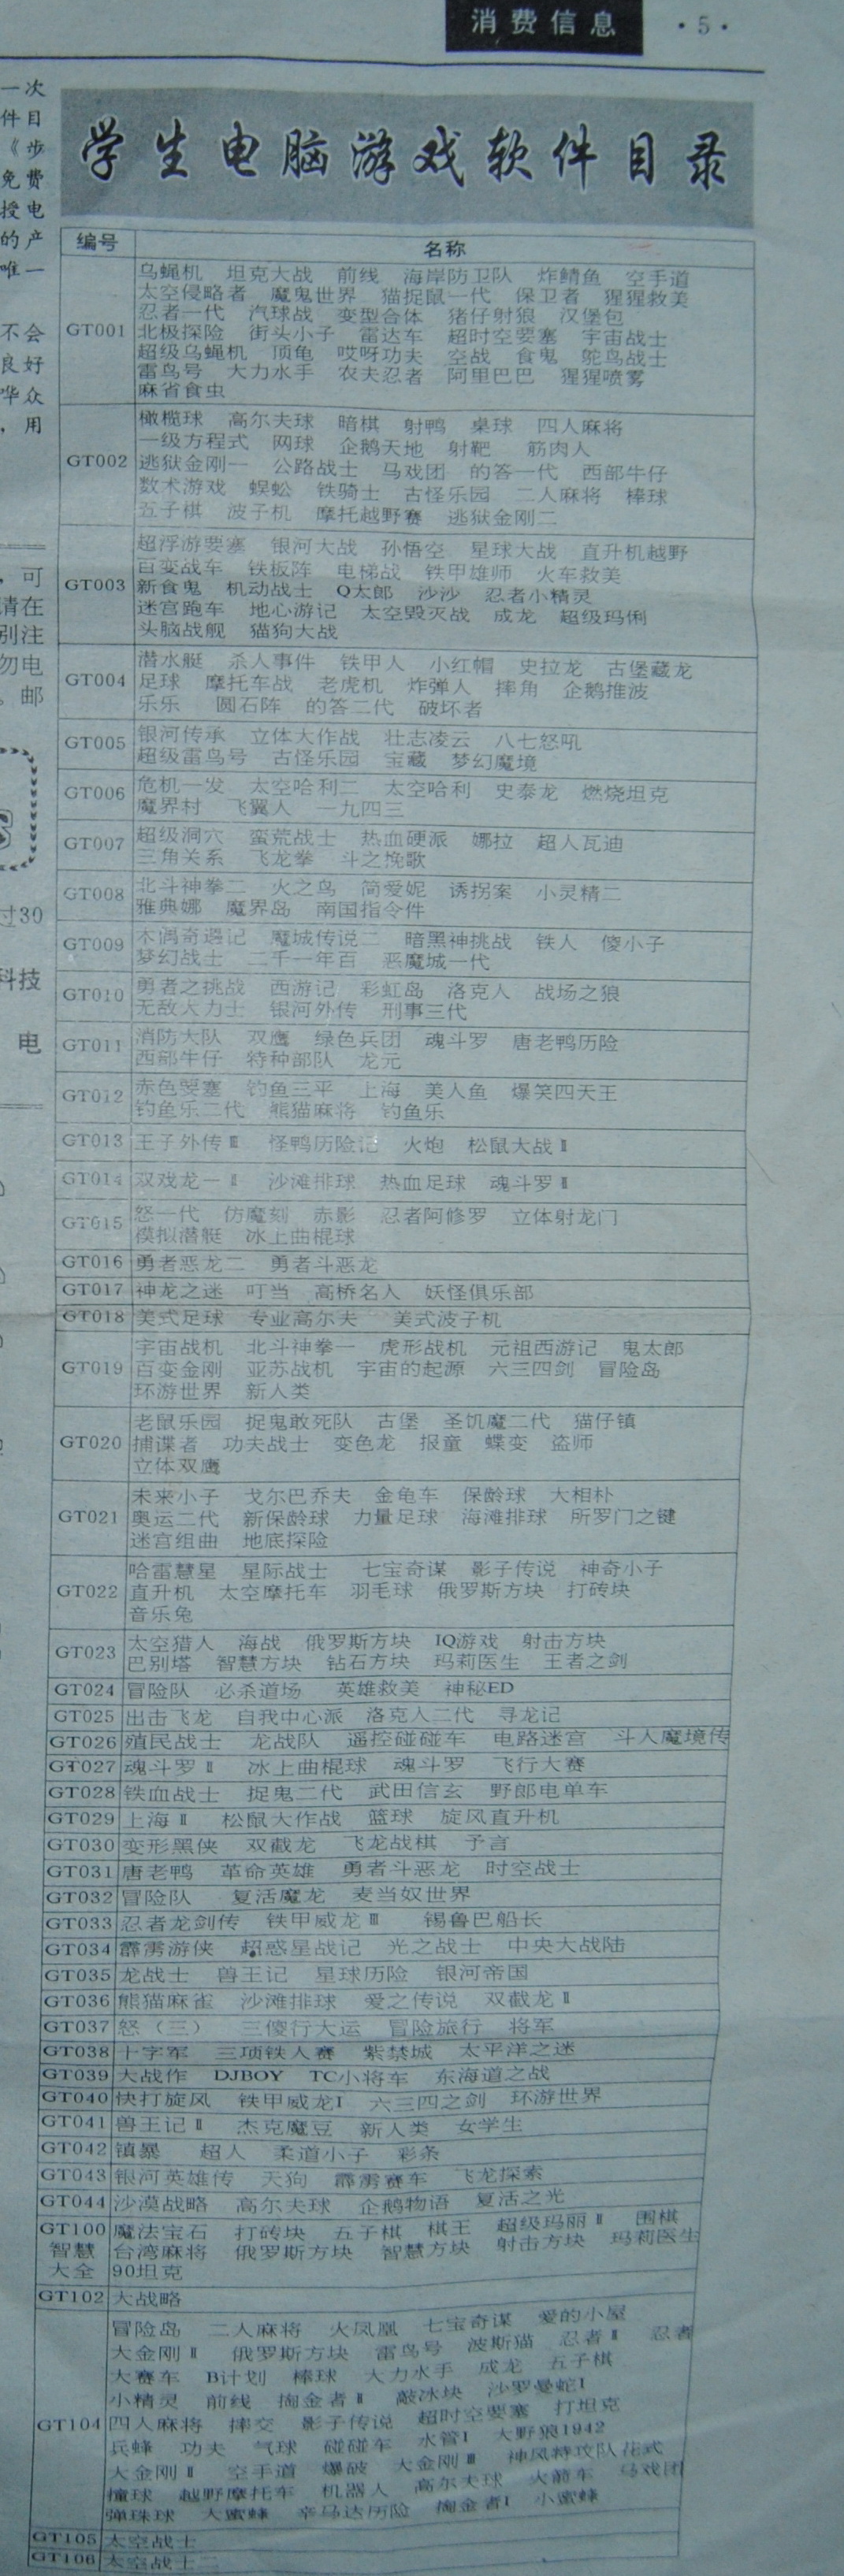 消费信息 ·5·
一次
件目
《步
免费
授电
的产
唯一
不会
良好
哗众
，用
，可
请在
别注
勿电
。邮
过30
科技
电
学生电脑游戏软件目录
编号 名称
GT001
乌蝇机 坦克大战 前线 海岸防卫队 炸鲭鱼 空手道
太空侵略者 魔鬼世界 猫捉鼠一代 保卫者 猩猩救美
忍者一代 汽球战 变型合体 猪仔射狼 汉堡包
北极探险 街头小子 雷达车 超时空要塞 宇宙战士
超级乌蝇机 顶龟 哎呀功夫 空战 食鬼 鸵鸟战士
雷鸟号 大力水手 农夫忍者 阿里巴巴 猩猩喷雾
麻省食虫
GT002
橄榄球 高尔夫球 暗棋 射鸭 桌球 四人麻将
一级方程式 网球 企鹅天地 射靶 筋肉人
逃狱金刚一 公路战士 马戏团 的答一代 西部牛仔
数术游戏 蜈蚣 铁骑士 古怪乐园 二人麻将 棒球
五子棋 波子机 摩托越野赛 逃狱金刚二
GT003
超浮游要塞 银河大战 孙悟空 星球大战 直升机越野
百变战车 铁板阵 电梯战 铁甲雄师 火车救美
新食鬼 机动战士 Q太郎 沙沙 忍者小精灵
迷宫跑车 地心游记 太空毁灭战 成龙 超级玛俐
头脑战舰 猫狗大战
GT004
潜水艇 杀人事件 铁甲人 小红帽 史拉龙 古堡藏龙
足球 摩托车战 老虎机 炸弹人 摔角 企鹅推波
乐乐 圆石阵 的答二代 破坏者
GT005
银河传承 立体大作战 壮志凌云 八七怒吼
超级雷鸟号 古怪乐园 宝藏 梦幻魔境
GT006
危机一发 太空哈利二 太空哈利 史泰龙 燃烧坦克
魔界村 飞翼人 一九四三
GT007
超级洞穴 蛮荒战士 热血硬派 娜拉 超人瓦迪
三角关系 飞龙拳 斗之挽歌
GT008
北斗神拳二 火之鸟 简爱妮 诱拐案 小灵精二
雅典娜 魔界岛 南国指令件
GT009
木偶奇遇记 魔城传说二 暗黑神挑战 铁人 傻小子
梦幻战士 二千一年百 恶魔城一代
GT010
勇者之挑战 西游记 彩虹岛 洛克人 战场之狼
无敌大力士 银河外传 刑事三代
GT011
消防大队 双鹰 绿色兵团 魂斗罗 唐老鸭历险
西部牛仔 特种部队 龙元
GT012
赤色要塞 钓鱼三平 上海 美人鱼 爆笑四天王
钓鱼乐二代 熊猫麻将 钓鱼乐
GT013 王子外传Ⅲ 怪鸭历险记 火炮 松鼠大战Ⅱ
GT014 双戏龙一Ⅱ 沙滩排球 热血足球 魂斗罗Ⅱ
GT015
怒一代 仿魔刻 赤影 忍者阿修罗 立体射龙门
模拟潜艇 冰上曲棍球
GT016 勇者恶龙二 勇者斗恶龙
GT017 神龙之迷 叮当 高桥名人 妖怪俱乐部
GT018 美式足球 专业高尔夫 美式波子机
GT019
宇宙战机 北斗神拳一 虎形战机 元祖西游记 鬼太郎
百变金刚 亚苏战机 宇宙的起源 六三四剑 冒险岛
环游世界 新人类
GT020
老鼠乐园 捉鬼敢死队 古堡 圣饥魔二代 猫仔镇
捕谍者 功夫战士 变色龙 报童 蝶变 盗师
立体双鹰
GT021
未来小子 戈尔巴乔夫 金龟车 保龄球 大相朴
奥运二代 新保龄球 力量足球 海滩排球 所罗门之键
迷宫组曲 地底探险
GT022
哈雷慧星 星际战士 七宝奇谋 影子传说 神奇小子
直升机 太空摩托车 羽毛球 俄罗斯方块 打砖块
音乐兔
GT023
太空猎人 海战 俄罗斯方块 IQ游戏 射击方块
巴别塔 智慧方块 钻石方块 玛莉医生 王者之剑
GT024 冒险队 必杀道场 英雄救美 神秘ED
GT025 出击飞龙 自我中心派 洛克人二代 寻龙记
GT026 殖民战士 龙战队 遥控碰碰车 电路迷宫 斗人魔境传
GT027 魂斗罗Ⅱ 冰上曲棍球 魂斗罗 飞行大赛
GT028 铁血战士 捉鬼二代 武田信玄 野郎电单车
GT029 上海Ⅱ 松鼠大作战 篮球 旋风直升机
GT030 变形黑侠 双截龙 飞龙战棋 予言
GT031 唐老鸭 革命英雄 勇者斗恶龙 时空战士
GT032 冒险队 复活魔龙 麦当奴世界
GT033 忍者龙剑传 铁甲威龙Ⅲ 锡鲁巴船长
GT034 霹雳游侠 超惑星战记 光之战士 中央大战陆
GT035 龙战士 兽王记 星球历险 银河帝国
GT036 熊猫麻雀 沙滩排球 爱之传说 双截龙Ⅱ
GT037 怒（三） 三傻行大运 冒险旅行 将军
GT038 十字军 三项铁人赛 紫禁城 太平洋之迷
GT039 大战作 DJBOY TC小将车 东海道之战
GT040 快打旋风 铁甲威龙Ⅰ 六三四之剑 环游世界
GT041 兽王记Ⅱ 杰克魔豆 新人类 女学生
GT042 镇暴 超人 柔道小子 彩条
GT043 银河英雄传 天狗 霹雳赛车 飞龙探索
GT044 沙漠战略 高尔夫球 企鹅物语 复活之光
GT100 魔法宝石 打砖块 五子棋 棋王 超级玛丽Ⅱ 围棋
智慧 台湾麻将 俄罗斯方块 智慧方块 射击方块 玛莉医生
大全 90坦克
GT102 大战略
GT104
冒险岛 二人麻将 火凤凰 七宝奇谋 爱的小屋
大金刚Ⅱ 俄罗斯方块 雷鸟号 波斯猫 忍者Ⅱ 忍者
大赛车 B计划 棒球 大力水手 成龙 五子棋
小精灵 前线 掏金者Ⅱ 敲冰块 沙罗曼蛇Ⅰ
四人麻将 摔交 影子传说 超时空要塞 打坦克
兵蜂 功夫 气球 碰碰车 水管Ⅰ 大野狼1942
大金刚Ⅱ 空手道 爆破 大金刚Ⅲ 神风特攻队花式
撞球 越野摩托车 机器人 高尔夫球 火箭车 马戏团
弹珠球 大蜜蜂 辛马达历险 掏金者Ⅰ 小蜜蜂
GT105 太空战士
GT106 太空战士二